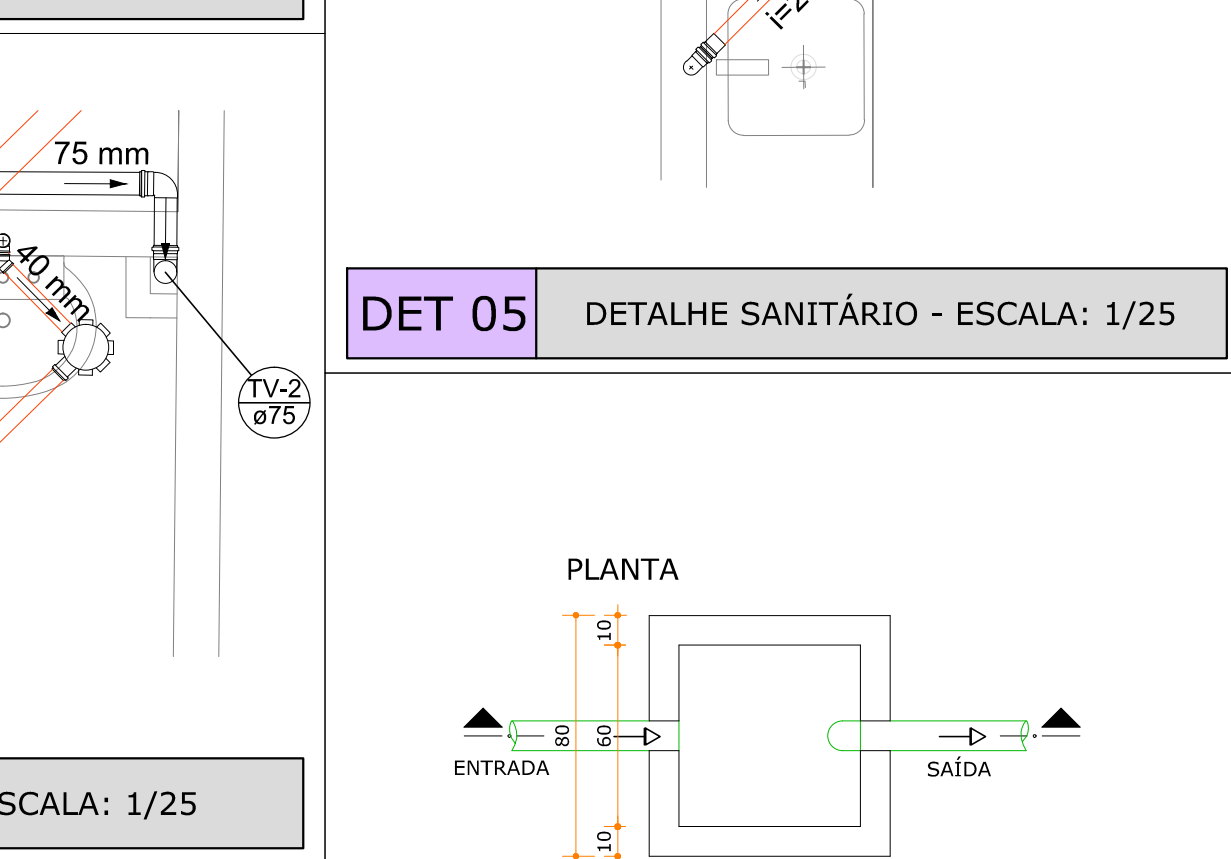 75 mm
40 mm
TV-2
ø75
DET 05
DETALHE SANITÁRIO - ESCALA: 1/25
PLANTA
10
80
60
10
ENTRADA
SAÍDA
1/25